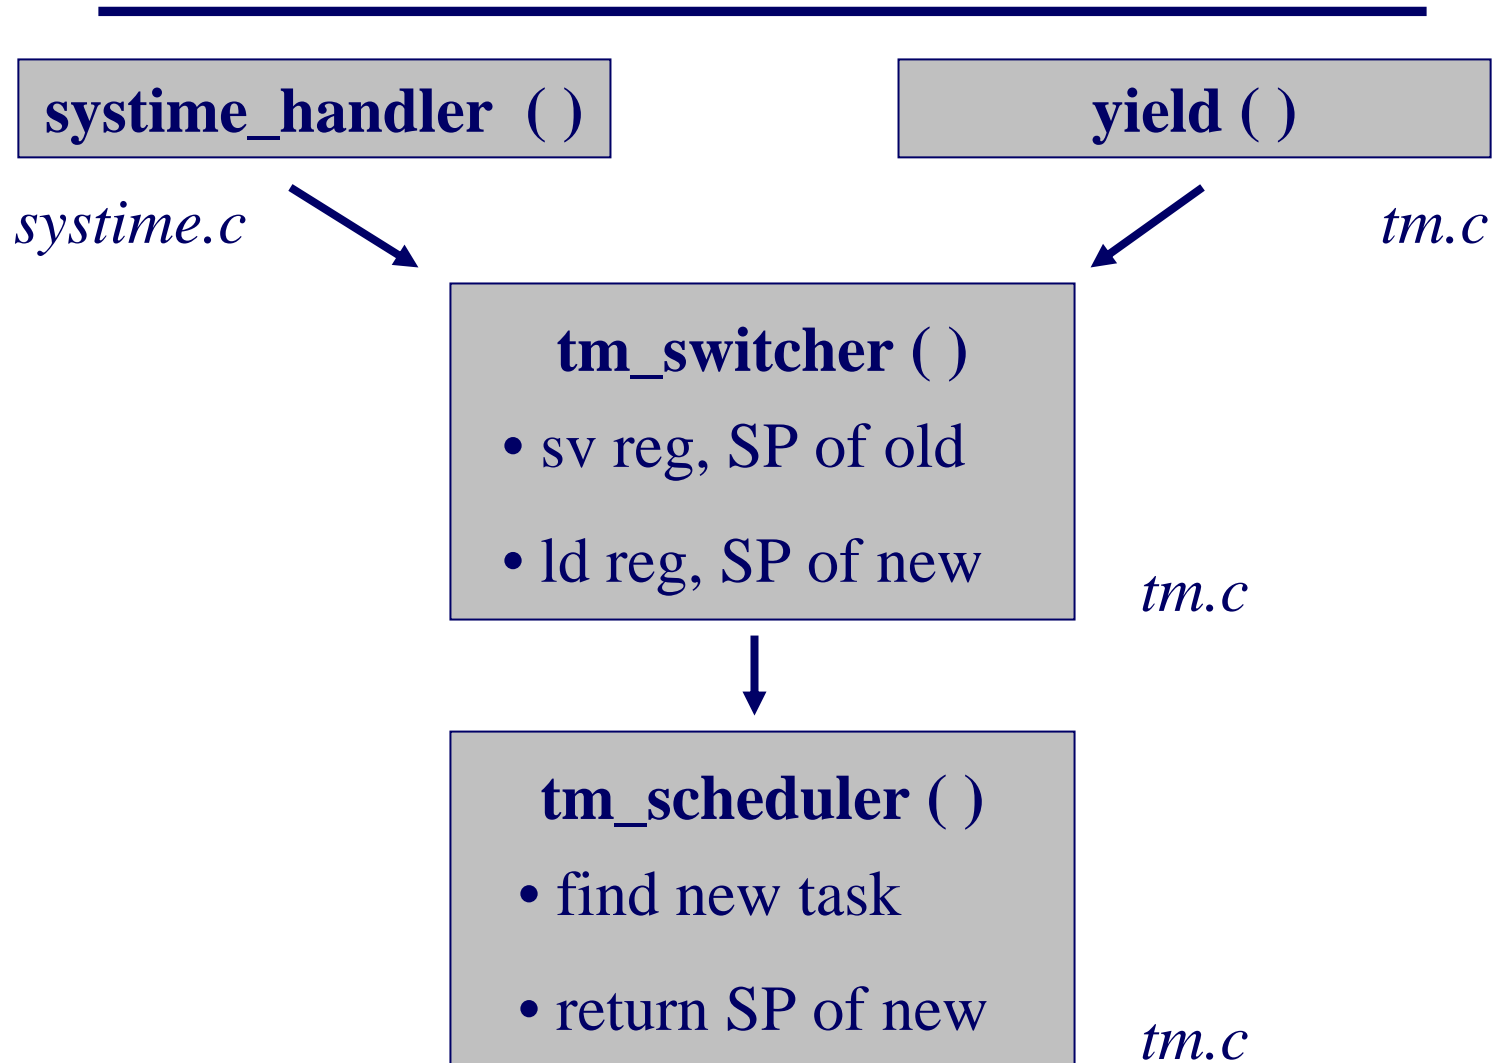 systime_handler ( )
yield ( )
systime.c
tm.c
tm_switcher ( )
• sv reg, SP of old
• ld reg, SP of new
tm.c
tm_scheduler ( )
• find new task
• return SP of new
tm.c